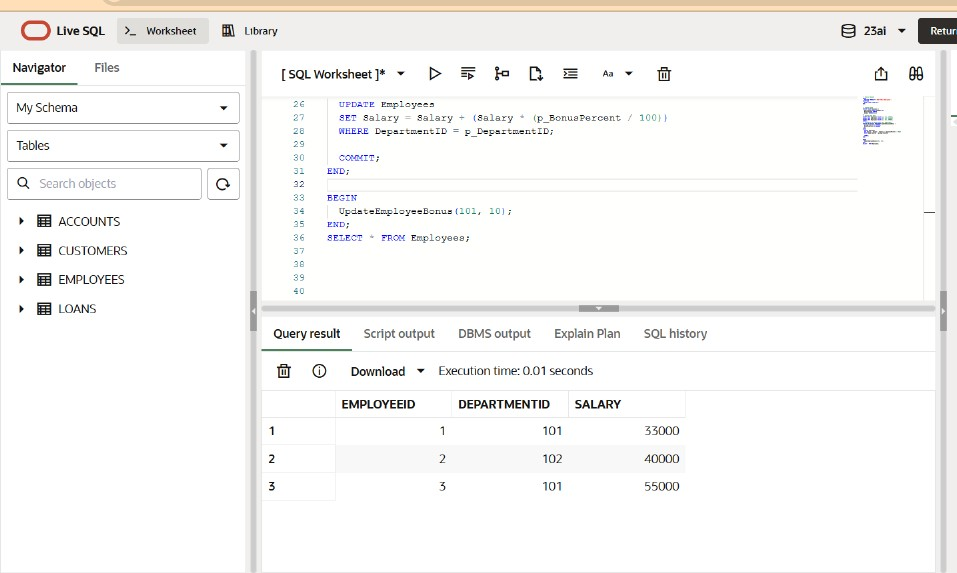 Live SQL
Worksheet
Library
23ai
Retur
Navigator
Files
[ SQL Worksheet ]*
Aa
My Schema
Tables
Search objects
ACCOUNTS
CUSTOMERS
EMPLOYEES
LOANS
26 UPDATE Employees
27 SET Salary = Salary + (Salary * (p_BonusPercent / 100))
28 WHERE DepartmentID = p_DepartmentID;
29
30 COMMIT;
31 END;
32
33 BEGIN
34 UpdateEmployeeBonus(101, 10);
35 END;
36 SELECT * FROM Employees;
37
38
39
40
Query result Script output DBMS output Explain Plan SQL history
Download Execution time: 0.01 seconds
EMPLOYEEID DEPARTMENTID SALARY
1 1 101 33000
2 2 102 40000
3 3 101 55000